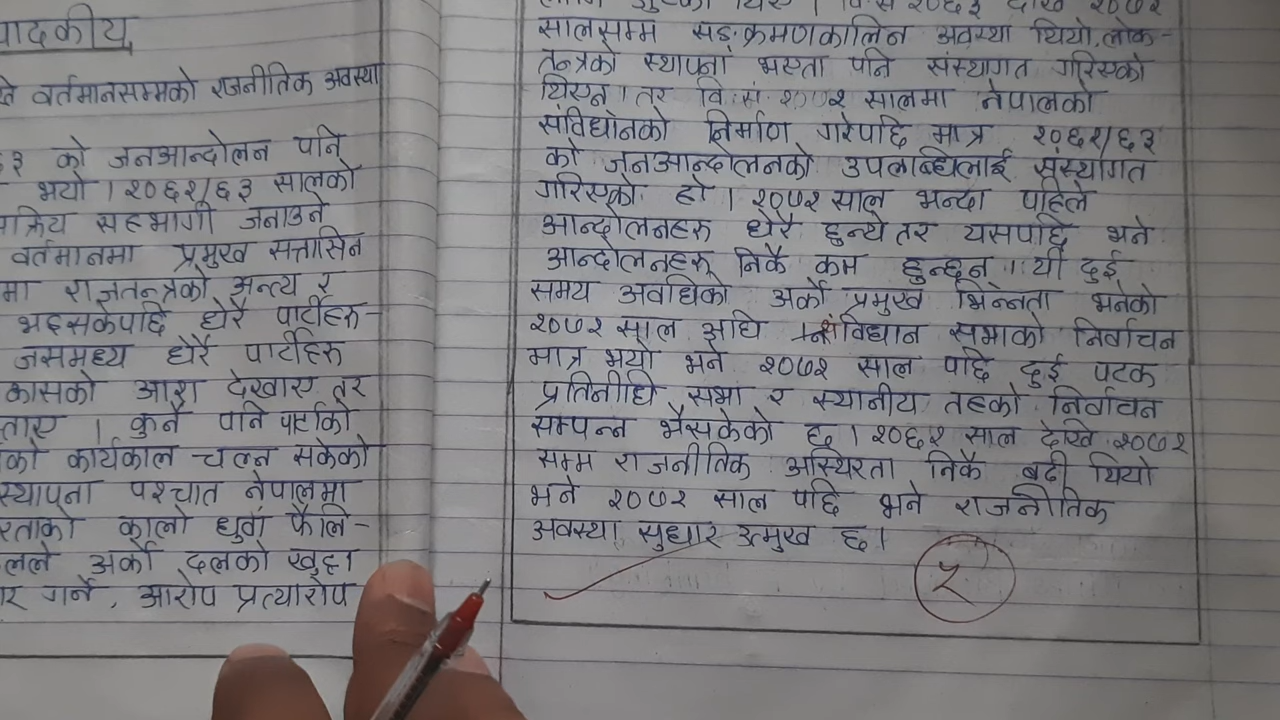 पादकीय
वर्तमानसम्मको राजनीतिक अवस्था
६३ को जनआन्दोलन पनि
भयो । २०६२/६३ सालको
सक्रिय सहभागी जनाउने
वर्तमानमा प्रमुख सत्तासिन
मा राजतन्त्रको अन्त्य र
भइसकेपछि धेरै पार्टीहरु-
जसमध्य धेरै पार्टीहरु
कासको आश देखाए तर
ताए । कुनै पनि पार्टीको
को कार्यकाल चल्न सकेको
स्थापना पश्चात नेपालमा
रताको कालो धुवाँ फैलि-
लले अर्को दलको खुट्टा
र गर्ने, आरोप प्रत्यारोप
२०७२
सालसम्म सङ्क्रमणकालिन अवस्था थियो, लोक-
तन्त्रको स्थापना भएता पनि संस्थागत गरिएको
थिएन । तर वि.सं. २०७२ सालमा नेपालको
संविधानको निर्माण गरेपछि मात्र २०६२/६३
को जनआन्दोलनको उपलब्धिलाई संस्थागत
गरिएको हो । २०७२ साल भन्दा पहिले
आन्दोलनहरु धेरै हुन्थे तर यसपछि भने
आन्दोलनहरु निकै कम हुन्छन् । यी दुई
समय अवधिको अर्को प्रमुख भिन्नता भनेको
२०७२ साल अघि संविधान सभाको निर्वाचन
मात्र भयो भने २०७२ साल पछि दुई पटक
प्रतिनीधि सभा र स्थानीय तहको निर्वाचन
सम्पन्न भैसकेको छ । २०६२ साल देखि २०७२
सम्म राजनीतिक अस्थिरता निकै बढी थियो
भने २०७२ साल पछि भने राजनीतिक
अवस्था सुधार उन्मुख छ ।